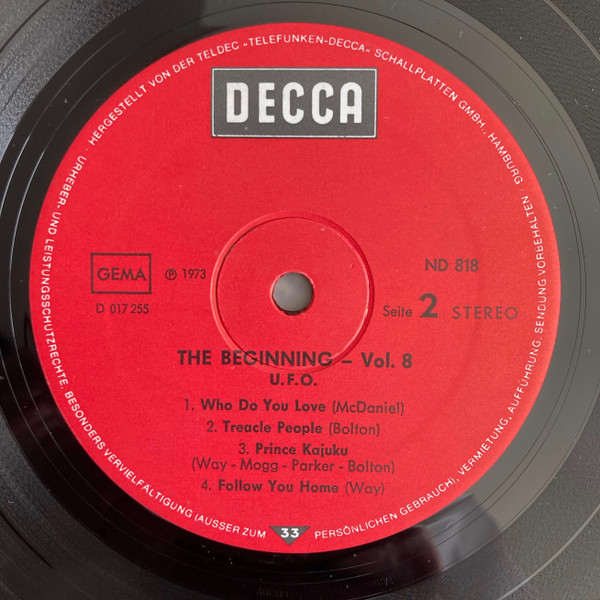 HERGESTELLT VON DER TELDEC »TELEFUNKEN-DECCA« SCHALLPLATTEN GMBH, HAMBURG ·
URHEBER- UND LEISTUNGSSCHUTZRECHTE, BESONDERS VERVIELFÄLTIGUNG (AUSSER ZUM PERSÖNLICHEN GEBRAUCH), VERMIETUNG, AUFFÜHRUNG, SENDUNG VORBEHALTEN ·
DECCA
GEMA
℗ 1973
D 017 255
ND 818
Seite 2 STEREO
THE BEGINNING – Vol. 8
U.F.O.
1. Who Do You Love (McDaniel)
2. Treacle People (Bolton)
3. Prince Kajuku
(Way - Mogg - Parker - Bolton)
4. Follow You Home (Way)
33